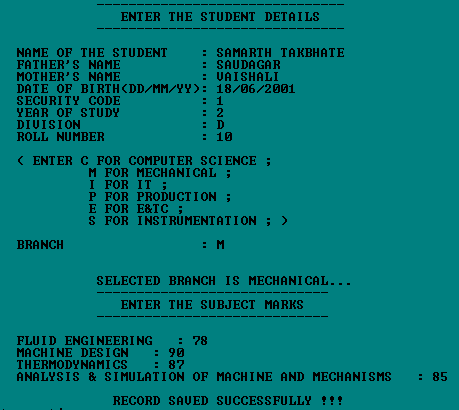 ENTER THE STUDENT DETAILS
NAME OF THE STUDENT : SAMARTH TAKBHATE
FATHER'S NAME : SAUDAGAR
MOTHER'S NAME : VAISHALI
DATE OF BIRTH(DD/MM/YY): 18/06/2001
SECURITY CODE : 1
YEAR OF STUDY : 2
DIVISION : D
ROLL NUMBER : 10
( ENTER C FOR COMPUTER SCIENCE ;
M FOR MECHANICAL ;
I FOR IT ;
P FOR PRODUCTION ;
E FOR E&TC ;
S FOR INSTRUMENTATION ; )
BRANCH : M
SELECTED BRANCH IS MECHANICAL...
ENTER THE SUBJECT MARKS
FLUID ENGINEERING : 78
MACHINE DESIGN : 90
THERMODYNAMICS : 87
ANALYSIS & SIMULATION OF MACHINE AND MECHANISMS : 85
RECORD SAVED SUCCESSFULLY !!!